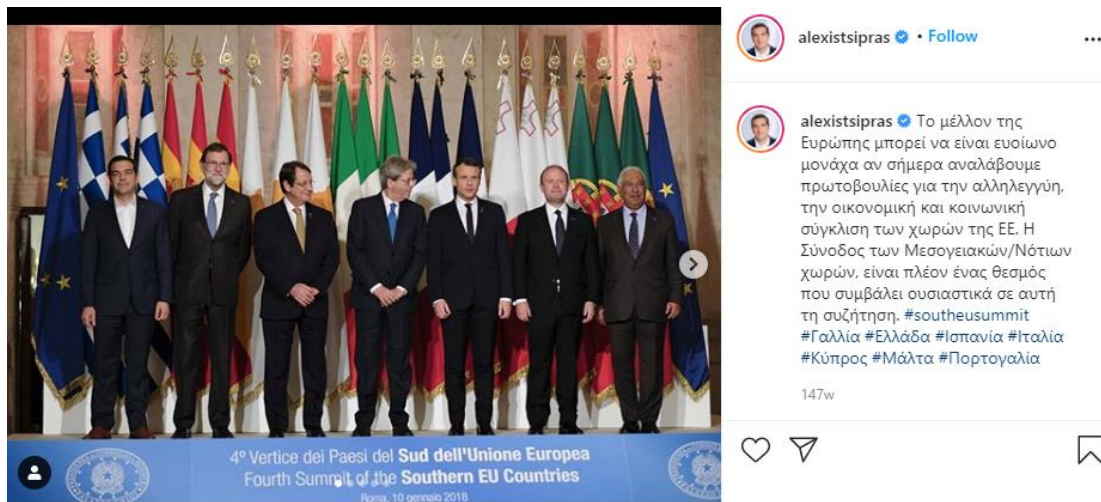 4º Vertice dei Paesi del Sud dell'Unione Europea
Fourth Summit of the Southern EU Countries
Roma, 10 gennaio 2018
alexistsipras • Follow
alexistsipras Το μέλλον της
Ευρώπης μπορεί να είναι ευοίωνο
μονάχα αν σήμερα αναλάβουμε
πρωτοβουλίες για την αλληλεγγύη,
την οικονομική και κοινωνική
σύγκλιση των χωρών της ΕΕ. Η
Σύνοδος των Μεσογειακών/Νότιων
χωρών, είναι πλέον ένας θεσμός
που συμβάλει ουσιαστικά σε αυτή
τη συζήτηση. #southeusummit
#Γαλλία #Ελλάδα #Ισπανία #Ιταλία
#Κύπρος #Μάλτα #Πορτογαλία
147w